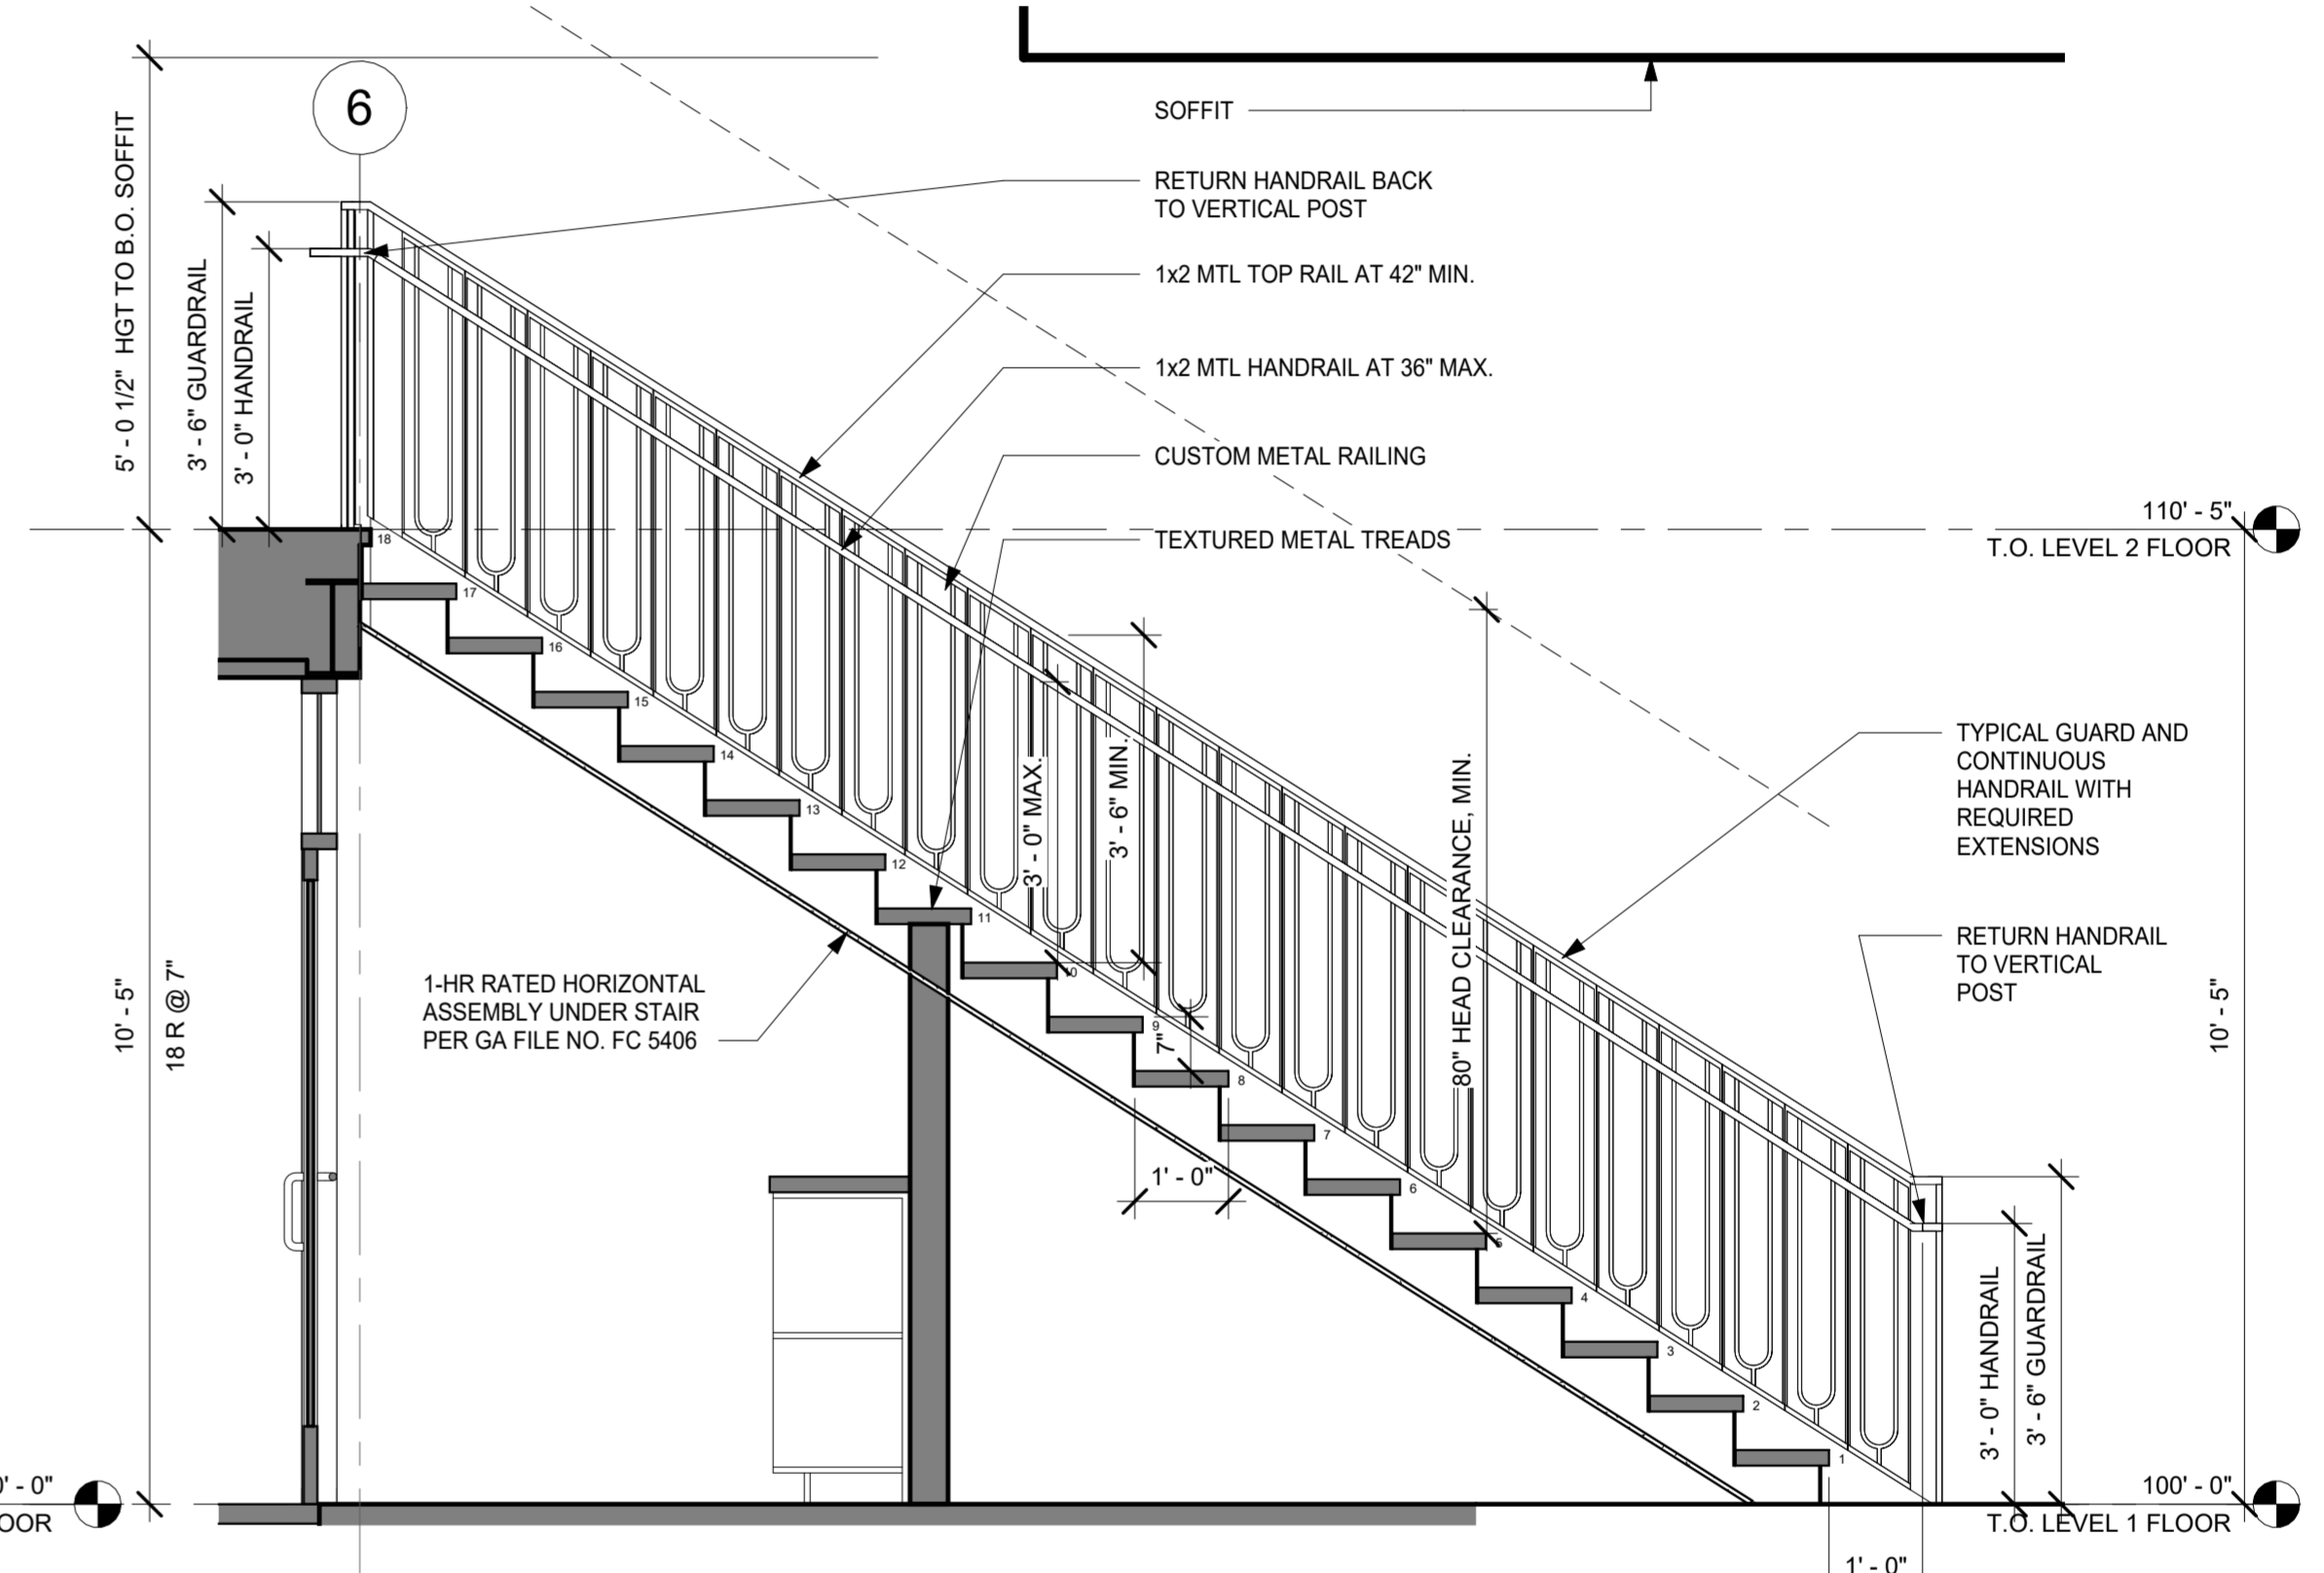 6
SOFFIT
RETURN HANDRAIL BACK
TO VERTICAL POST
1x2 MTL TOP RAIL AT 42" MIN.
1x2 MTL HANDRAIL AT 36" MAX.
CUSTOM METAL RAILING
TEXTURED METAL TREADS
5' - 0 1/2" HGT TO B.O. SOFFIT
3' - 6" GUARDRAIL
3' - 0" HANDRAIL
110' - 5"
T.O. LEVEL 2 FLOOR
18
17
16
15
14
13
12
11
10
9
8
7
6
5
4
3
2
1
3' - 0" MAX.
3' - 6" MIN.
7"
1' - 0"
80" HEAD CLEARANCE, MIN.
TYPICAL GUARD AND
CONTINUOUS
HANDRAIL WITH
REQUIRED
EXTENSIONS
RETURN HANDRAIL
TO VERTICAL
POST
1-HR RATED HORIZONTAL
ASSEMBLY UNDER STAIR
PER GA FILE NO. FC 5406
10' - 5"
18 R @ 7"
10' - 5"
3' - 0" HANDRAIL
3' - 6" GUARDRAIL
0' - 0"
OOR
100' - 0"
T.O. LEVEL 1 FLOOR
1' - 0"